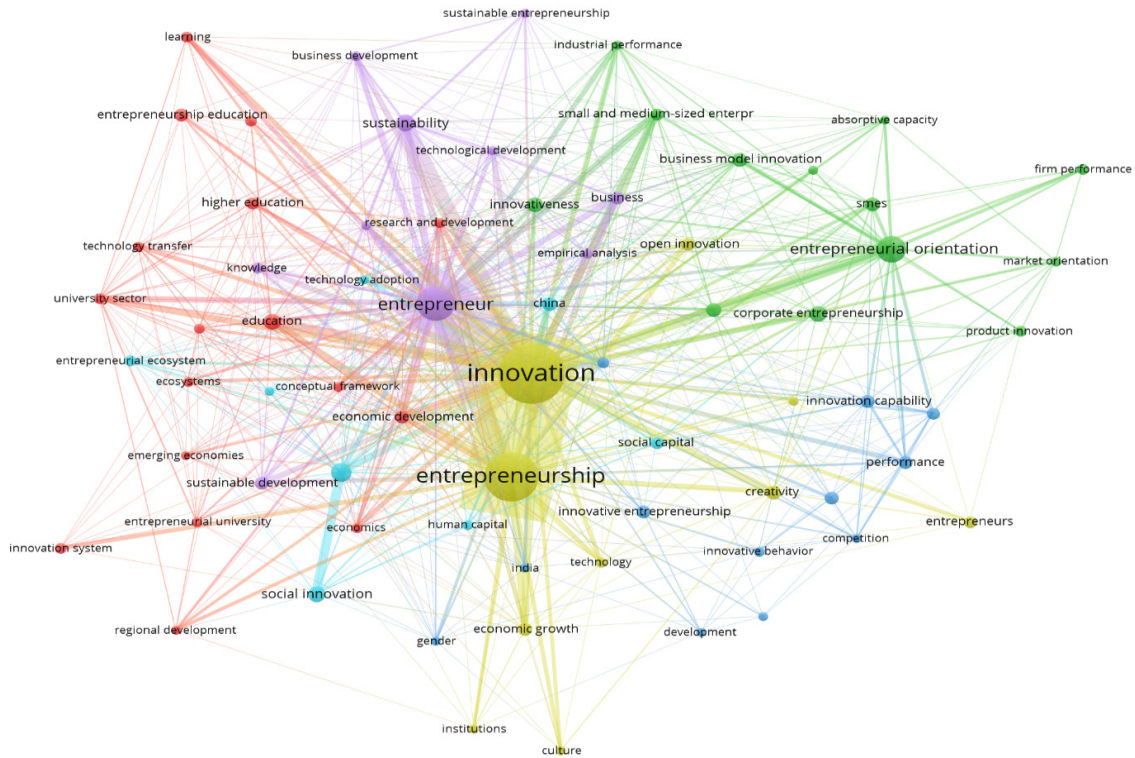 sustainable entrepreneurship
learning
industrial performance
business development
entrepreneurship education
sustainability
small and medium-sized enterpr
absorptive capacity
technological development
business model innovation
firm performance
higher education
innovativeness
business
smes
research and development
technology transfer
open innovation
entrepreneurial orientation
empirical analysis
knowledge
technology adoption
market orientation
university sector
entrepreneur
china
corporate entrepreneurship
education
product innovation
entrepreneurial ecosystem
innovation
ecosystems
conceptual framework
innovation capability
economic development
social capital
emerging economies
performance
sustainable development
entrepreneurship
creativity
innovative entrepreneurship
entrepreneurial university
economics
human capital
entrepreneurs
competition
innovation system
innovative behavior
technology
india
social innovation
regional development
gender
economic growth
development
institutions
culture